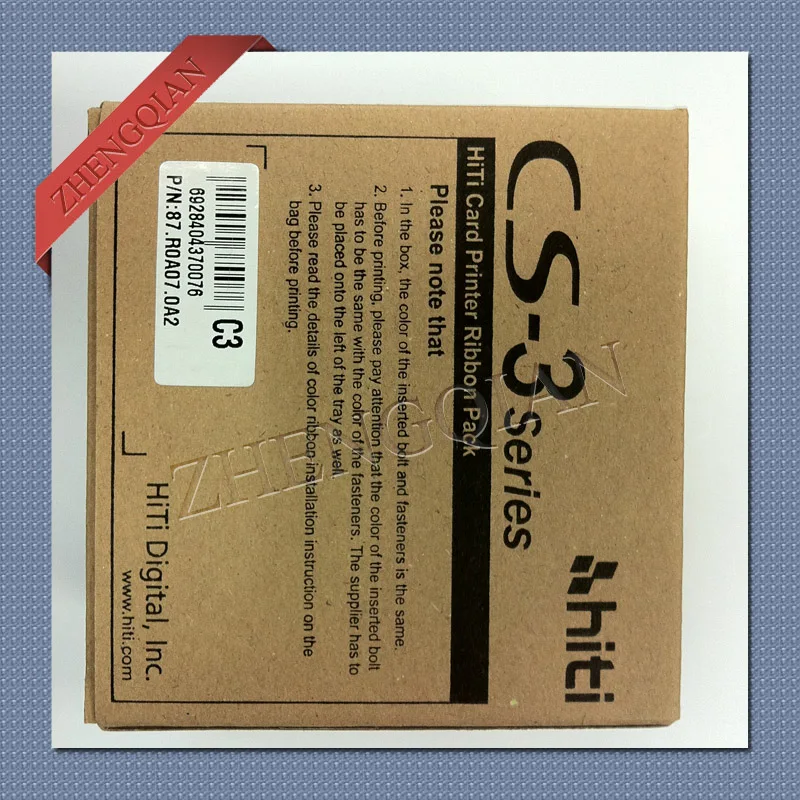 ZHENGQIAN
CS-3 series
hiti
HiTi Card Printer Ribbon Pack
Please note that
1. In the box, the color of the inserted bolt and fasteners is the same.
2. Before printing, please pay attention that the color of the inserted bolt
has to be the same with the color of the fasteners. The supplier has to
be placed onto the left of the tray as well.
3. Please read the details of color ribbon installation instruction on the
bag before printing.
C3
6928404370076
P/N:87.R0A07.0A2
HiTi Digital, Inc.
www.hiti.com
ZHENGQIAN